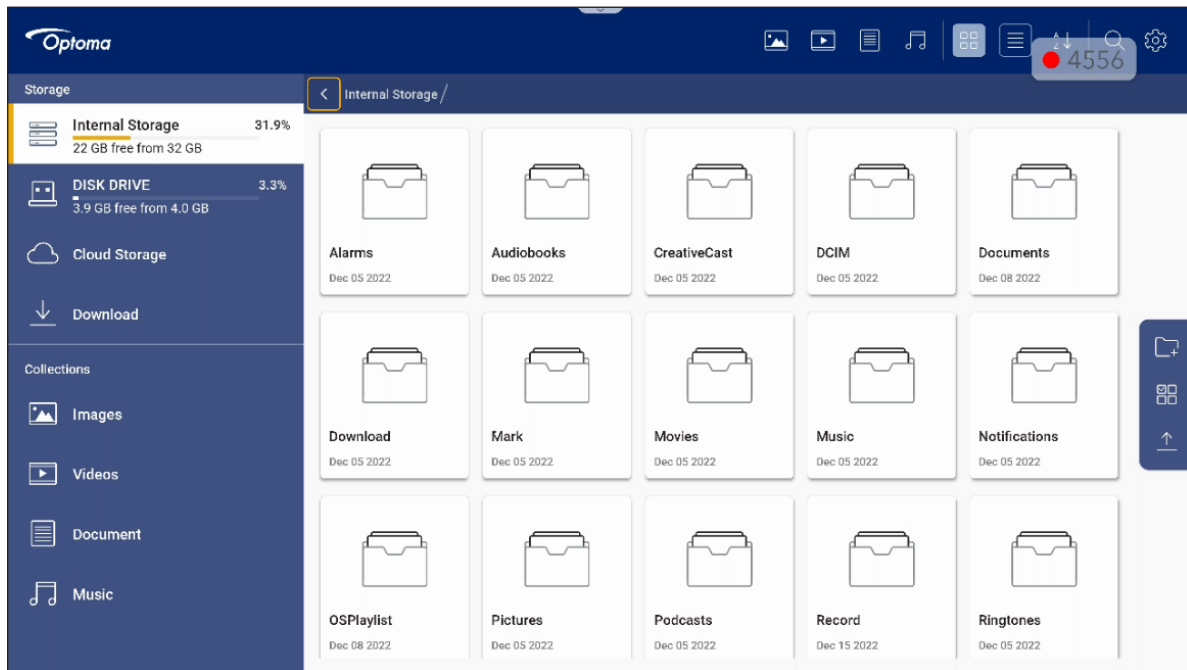 Optoma
4556
Storage
Internal Storage /
Internal Storage 31.9%
22 GB free from 32 GB
DISK DRIVE 3.3%
3.9 GB free from 4.0 GB
Cloud Storage
Download
Collections
Images
Videos
Document
Music
Alarms Audiobooks CreativeCast DCIM Documents
Dec 05 2022 Dec 05 2022 Dec 05 2022 Dec 05 2022 Dec 08 2022
Download Mark Movies Music Notifications
Dec 05 2022 Dec 05 2022 Dec 05 2022 Dec 05 2022 Dec 05 2022
OSPlaylist Pictures Podcasts Record Ringtones
Dec 08 2022 Dec 05 2022 Dec 05 2022 Dec 15 2022 Dec 05 2022